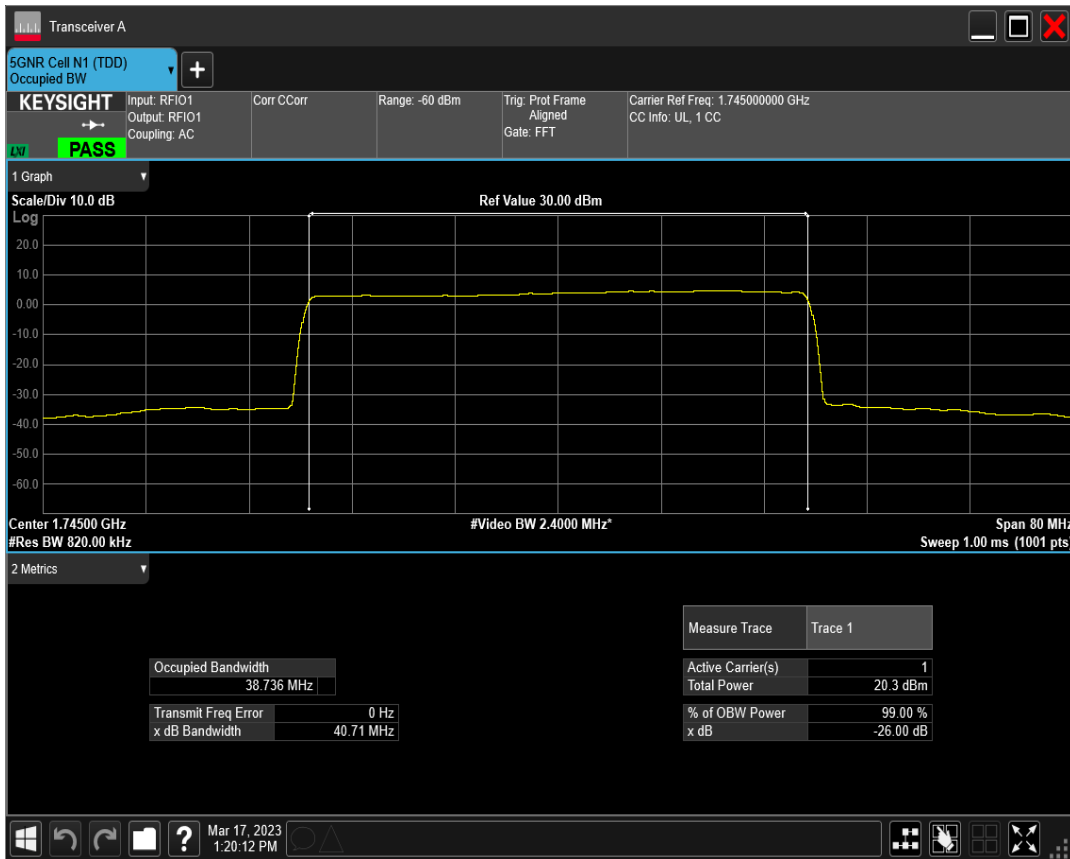 Transceiver A
5GNR Cell N1 (TDD)
Occupied BW
+
KEYSIGHT
LXI
PASS
Input: RFIO1
Output: RFIO1
Coupling: AC
Corr CCorr
Range: -60 dBm
Trig: Prot Frame
Aligned
Gate: FFT
Carrier Ref Freq: 1.745000000 GHz
CC Info: UL, 1 CC
1 Graph
Scale/Div 10.0 dB
Ref Value 30.00 dBm
Log
20.0
10.0
0.00
-10.0
-20.0
-30.0
-40.0
-50.0
-60.0
Center 1.74500 GHz
#Video BW 2.4000 MHz*
Span 80 MHz
#Res BW 820.00 kHz
Sweep 1.00 ms (1001 pts)
2 Metrics
Measure Trace Trace 1
Occupied Bandwidth
38.736 MHz
Active Carrier(s) 1
Total Power 20.3 dBm
Transmit Freq Error 0 Hz
x dB Bandwidth 40.71 MHz
% of OBW Power 99.00 %
x dB -26.00 dB
?
Mar 17, 2023
1:20:12 PM